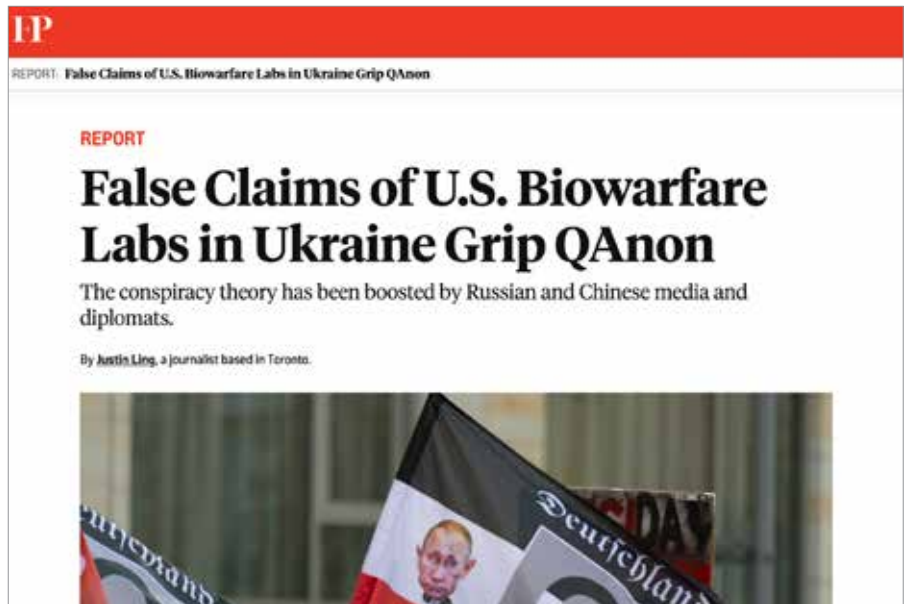 FP
REPORT: False Claims of U.S. Biowarfare Labs in Ukraine Grip QAnon
REPORT
False Claims of U.S. Biowarfare
Labs in Ukraine Grip QAnon
The conspiracy theory has been boosted by Russian and Chinese media and
diplomats.
By Justin Ling, a journalist based in Toronto.
Deutschland
Deutschland